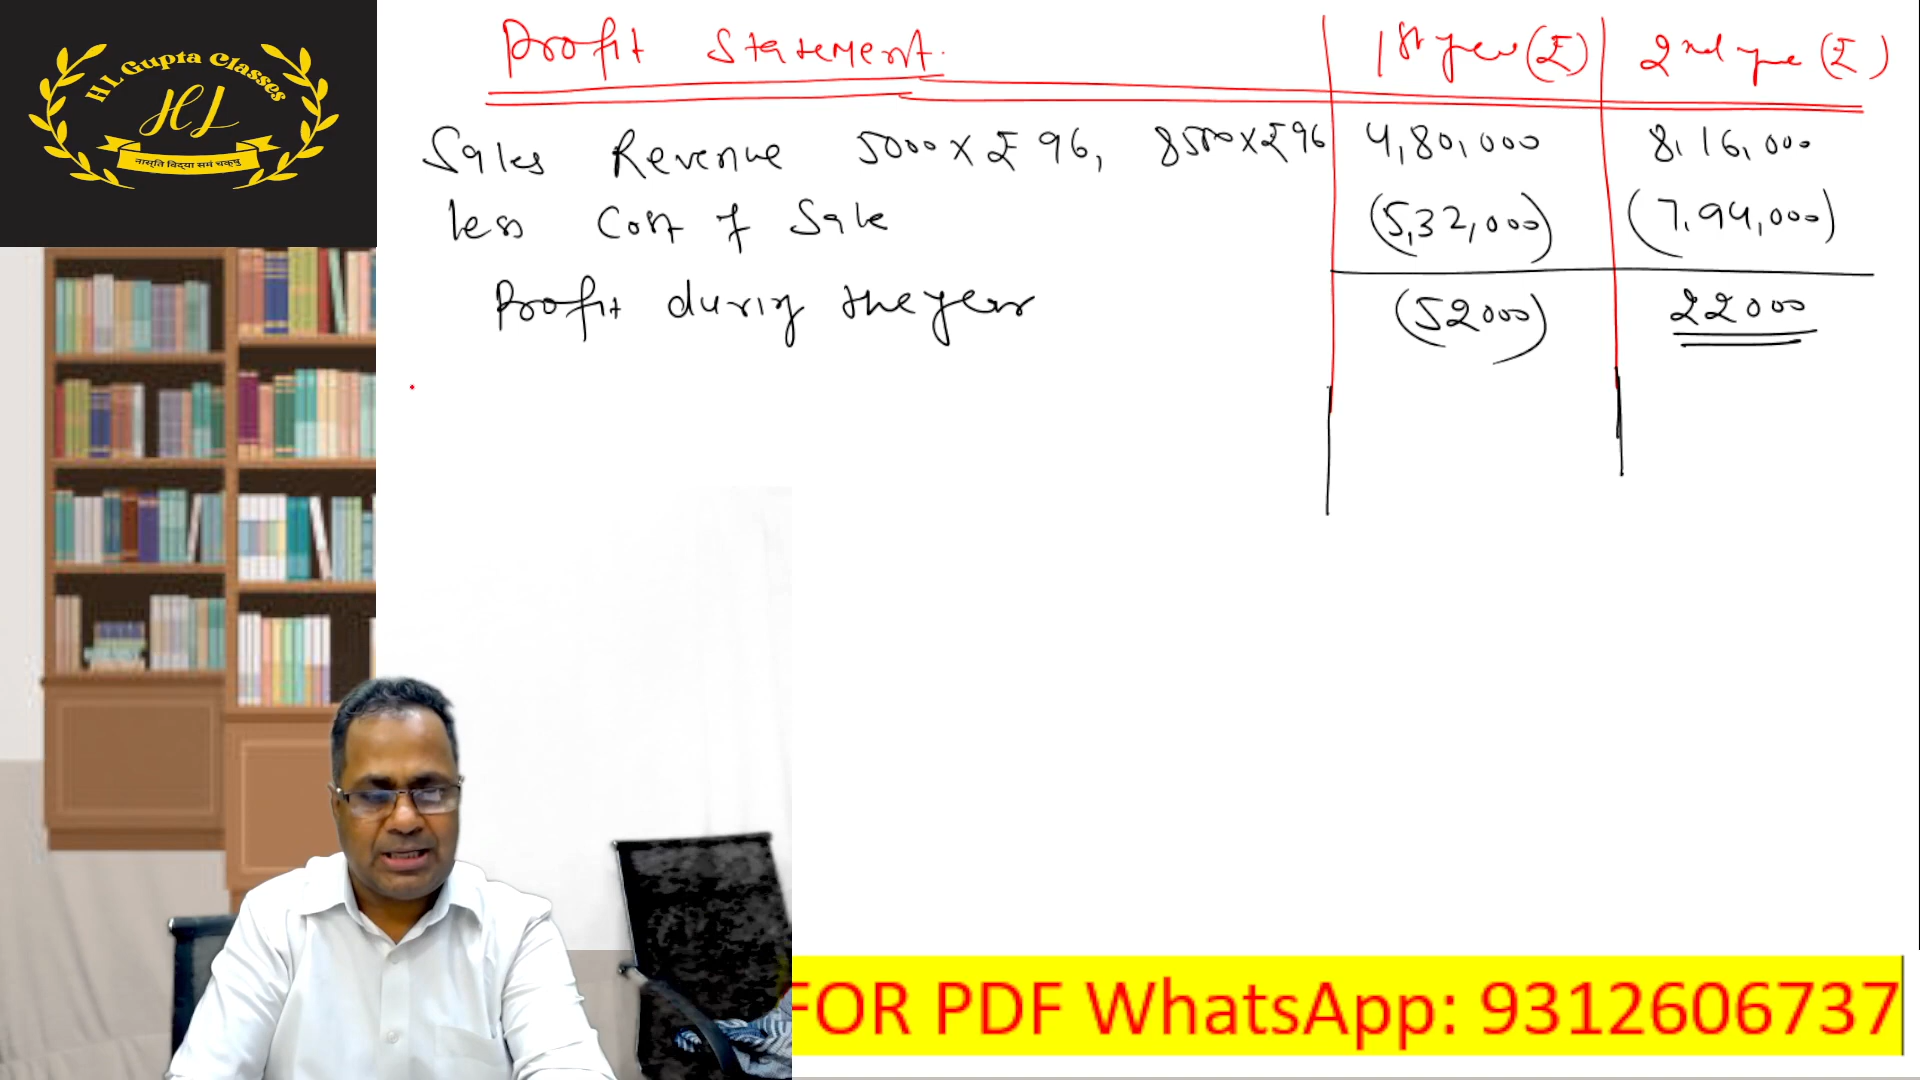 HL Gupta Classes
HL
नास्ति विद्या समं चक्षु
Profit Statement. 1st year (₹) 2nd year (₹)
Sales Revenue 5000 x ₹ 96, 8500 x ₹ 96 4,80,000 8,16,000
less Cost of Sale (5,32,000) (7,94,000)
Profit during the year (52000) 22000
FOR PDF WhatsApp: 9312606737